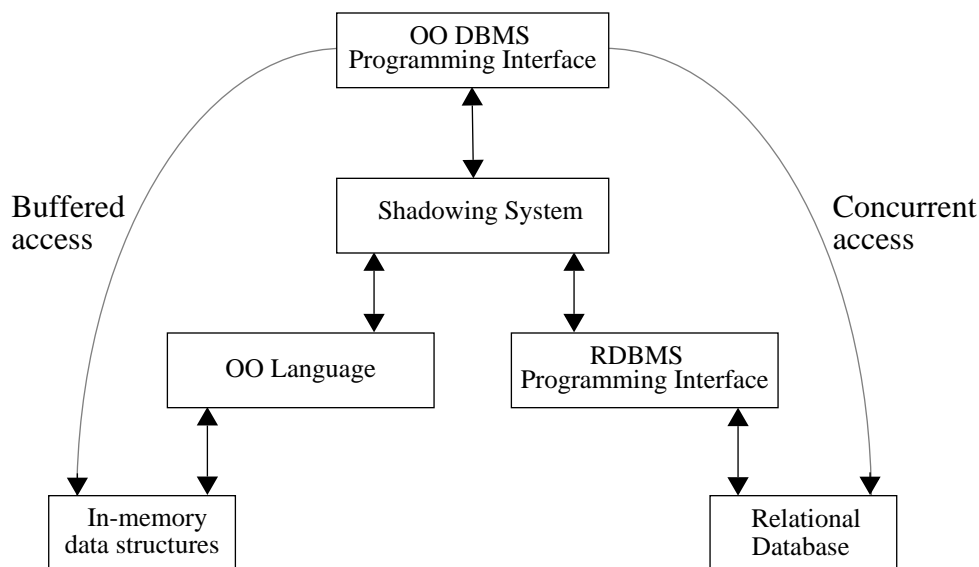 OO DBMS
Programming Interface
Buffered
access
Shadowing System
Concurrent
access
OO Language
RDBMS
Programming Interface
In-memory
data structures
Relational
Database